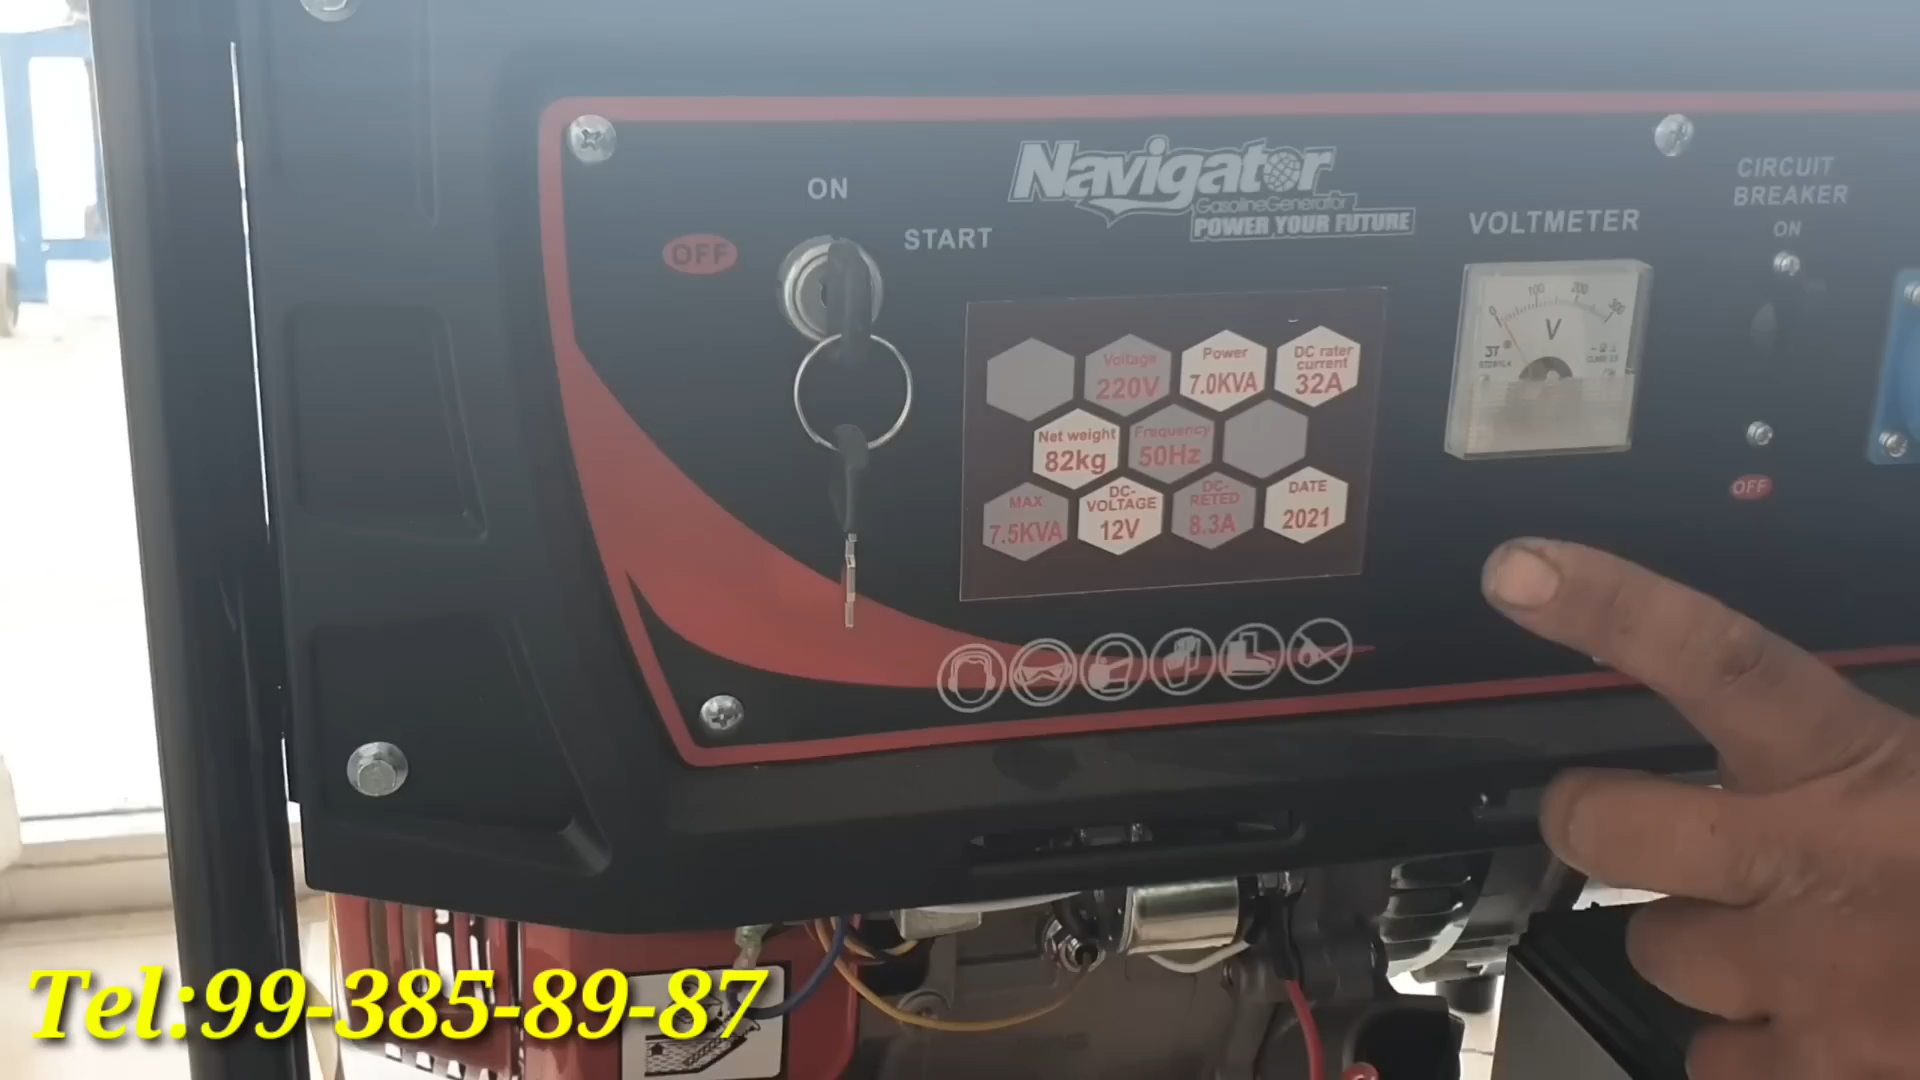 ON
OFF
START
Navigator
GasolineGenerator
POWER YOUR FUTURE
VOLTMETER
0 100 200 300
V
CIRCUIT
BREAKER
ON
OFF
Voltage
220V
Power
7.0KVA
DC rater
current
32A
Net weight
82kg
Frequency
50Hz
MAX
7.5KVA
DC-
VOLTAGE
12V
DC-
RETED
8.3A
DATE
2021
Tel:99-385-89-87